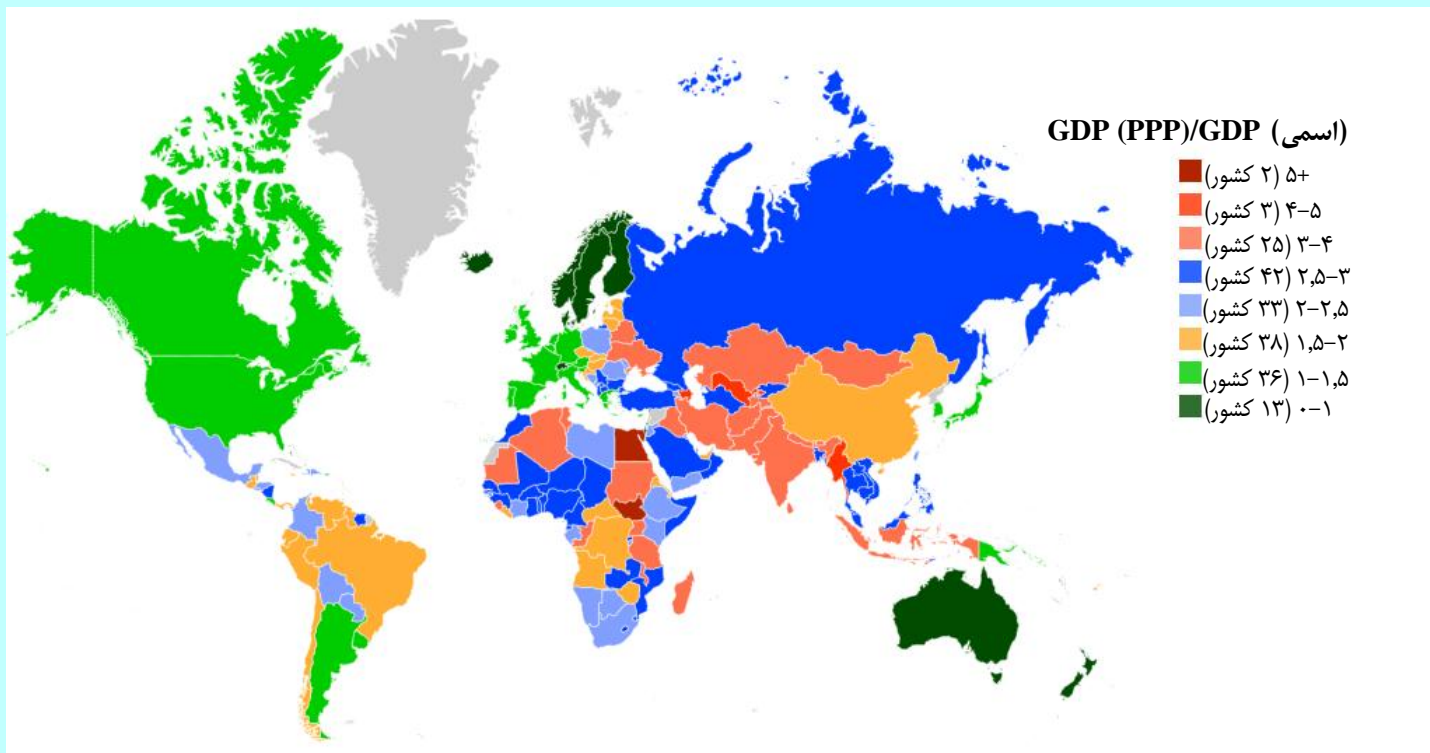 GDP (PPP)/GDP (اسمی)
+۵ (۲ کشور)
۴-۵ (۳ کشور)
۳-۴ (۲۵ کشور)
۲,۵-۳ (۴۲ کشور)
۲-۲,۵ (۳۳ کشور)
۱,۵-۲ (۳۸ کشور)
۱-۱,۵ (۳۶ کشور)
۰-۱ (۱۳ کشور)